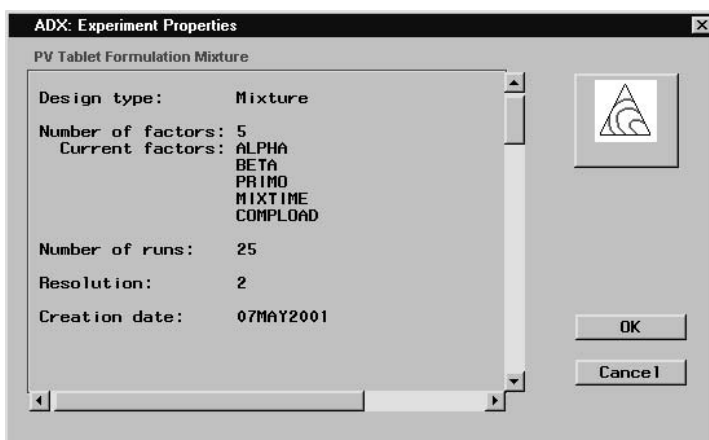 ADX: Experiment Properties
PV Tablet Formulation Mixture
Design type: Mixture
Number of factors: 5
Current factors: ALPHA
BETA
PRIMO
MIXTIME
COMPLOAD
Number of runs: 25
Resolution: 2
Creation date: 07MAY2001
OK
Cancel